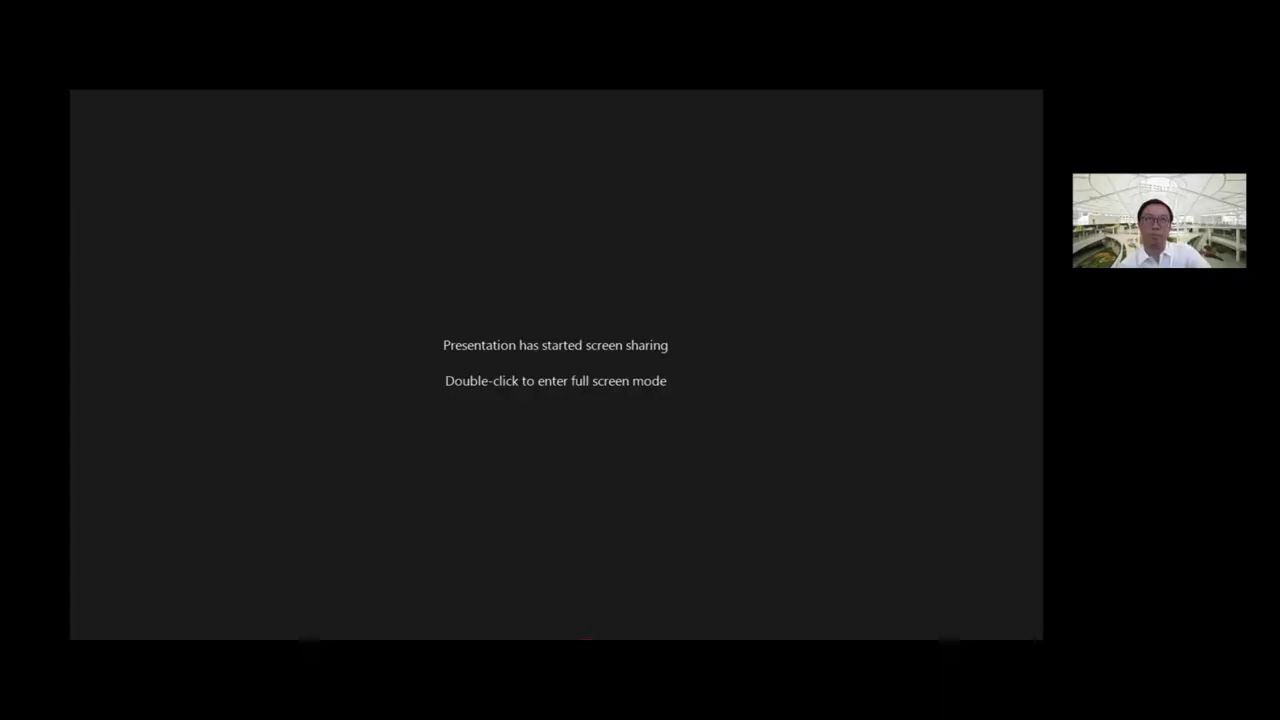 Presentation has started screen sharing
Double-click to enter full screen mode